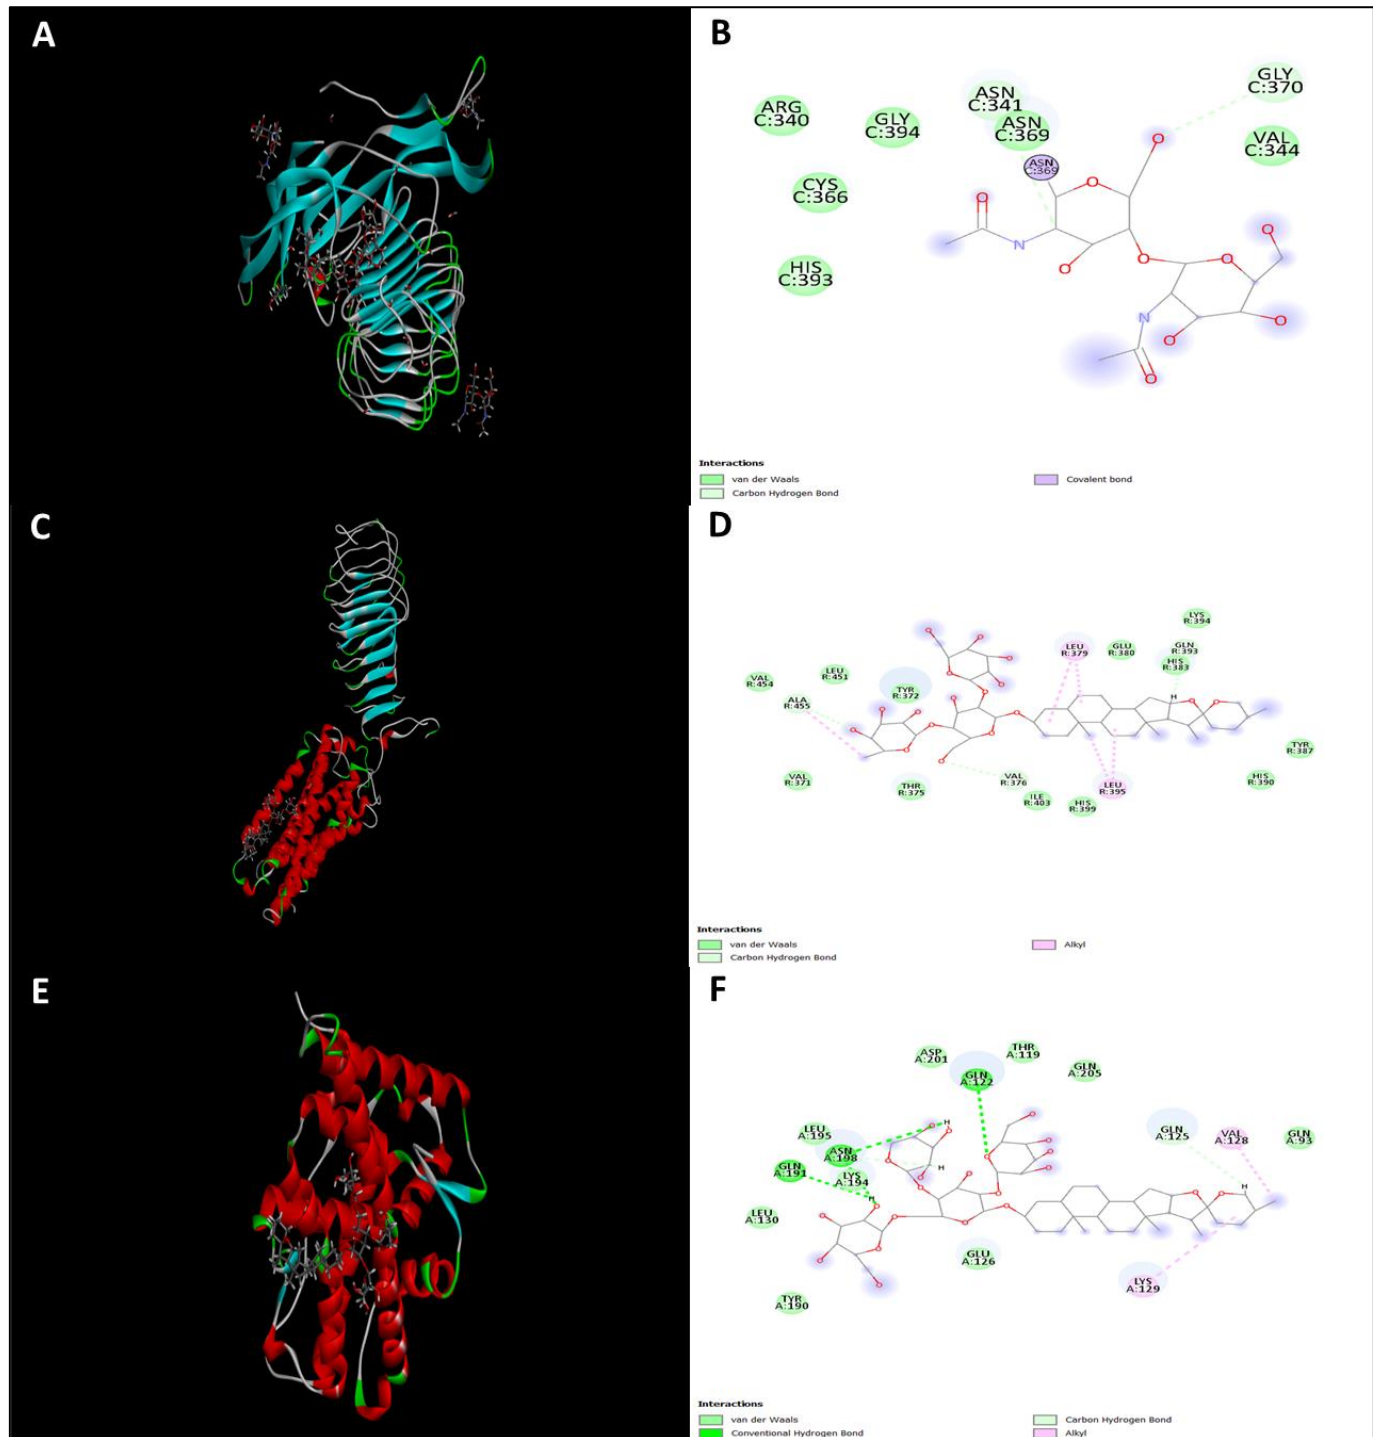 A
B
ARG
C:340
GLY
C:394
ASN
C:341
ASN
C:369
ASN
C:369
GLY
C:370
VAL
C:344
CYS
C:366
HIS
C:393
O
O
O
O
N
O
O
O
O
N
O
O
O
Interactions
van der Waals
Carbon Hydrogen Bond
Covalent bond
C
D
VAL
R:454
LEU
R:451
ALA
R:455
TYR
R:372
LEU
R:379
GLU
R:380
LYS
R:394
GLN
R:393
HIS
R:383
H
VAL
R:371
THR
R:375
VAL
R:376
ILE
R:403
HIS
R:399
LEU
R:395
HIS
R:390
TYR
R:387
Interactions
van der Waals
Carbon Hydrogen Bond
Alkyl
E
F
ASP
A:201
GLN
A:122
THR
A:119
GLN
A:205
LEU
A:195
ASN
A:198
GLN
A:191
LYS
A:194
H
H
H
GLN
A:125
VAL
A:128
GLN
A:93
H
LEU
A:130
GLU
A:126
LYS
A:129
TYR
A:190
Interactions
van der Waals
Conventional Hydrogen Bond
Carbon Hydrogen Bond
Alkyl